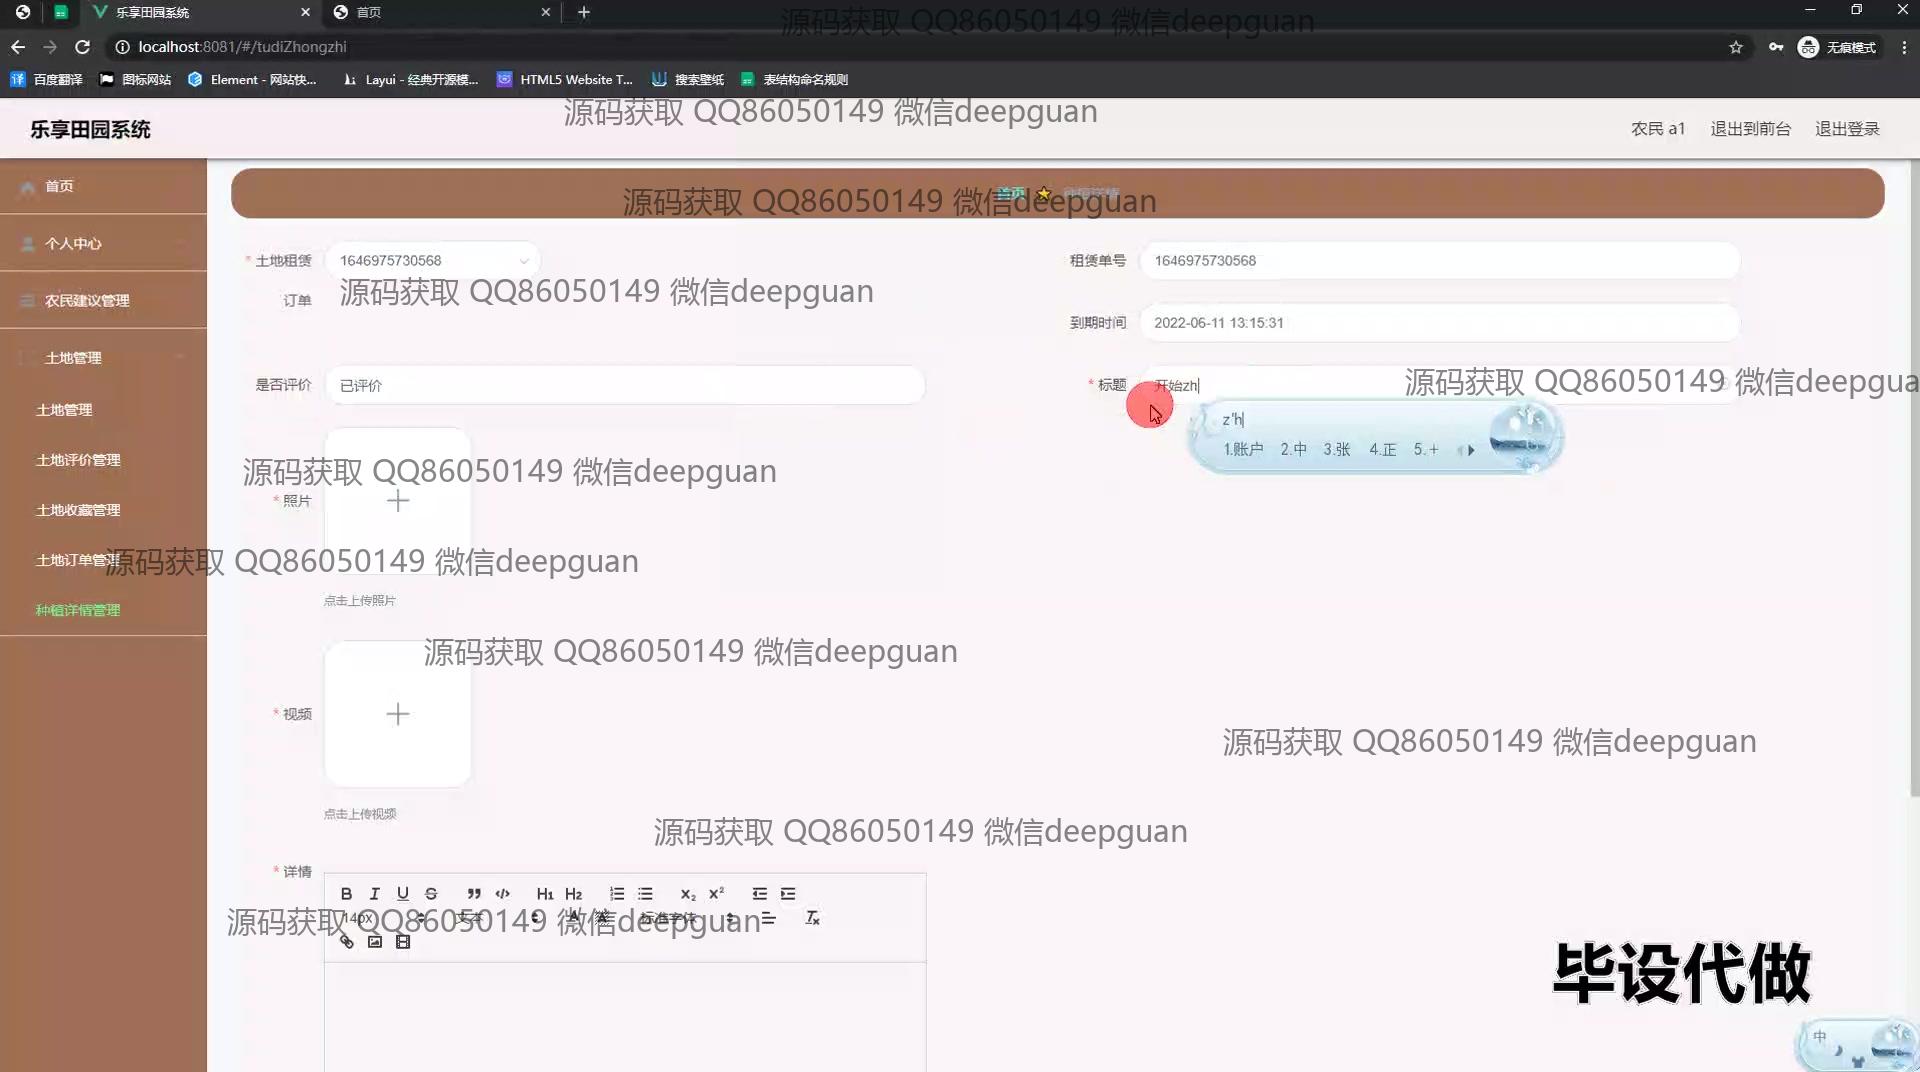 乐享田园系统
首页
源码获取 QQ86050149 微信deepguan
localhost:8081/#/tudiZhongzhi
无痕模式
百度翻译
图标网站
Element - 网站快...
Layui - 经典开源模...
HTML5 Website T...
搜索壁纸
表结构命名规则
源码获取 QQ86050149 微信deepguan
乐享田园系统
农民 a1
退出到前台
退出登录
首页
首页
种植详情
源码获取 QQ86050149 微信deepguan
个人中心
* 土地租赁订单
1646975730568
租赁单号
1646975730568
农民建议管理
源码获取 QQ86050149 微信deepguan
到期时间
2022-06-11 13:15:31
土地管理
是否评价
已评价
* 标题
开始zh
源码获取 QQ86050149 微信deepgua
z'h
1.账户 2.中 3.张 4.正 5.+
土地管理
土地评价管理
源码获取 QQ86050149 微信deepguan
* 照片
土地收藏管理
土地订单管理
源码获取 QQ86050149 微信deepguan
点击上传照片
种植详情管理
源码获取 QQ86050149 微信deepguan
* 视频
源码获取 QQ86050149 微信deepguan
点击上传视频
源码获取 QQ86050149 微信deepguan
* 详情
B I U S H1 H2 X2 X2
14px 文本 标准字体
源码获取 QQ86050149 微信deepguan
毕设代做
中